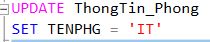 UPDATE ThongTin_Phong
SET TENPHG = 'IT'